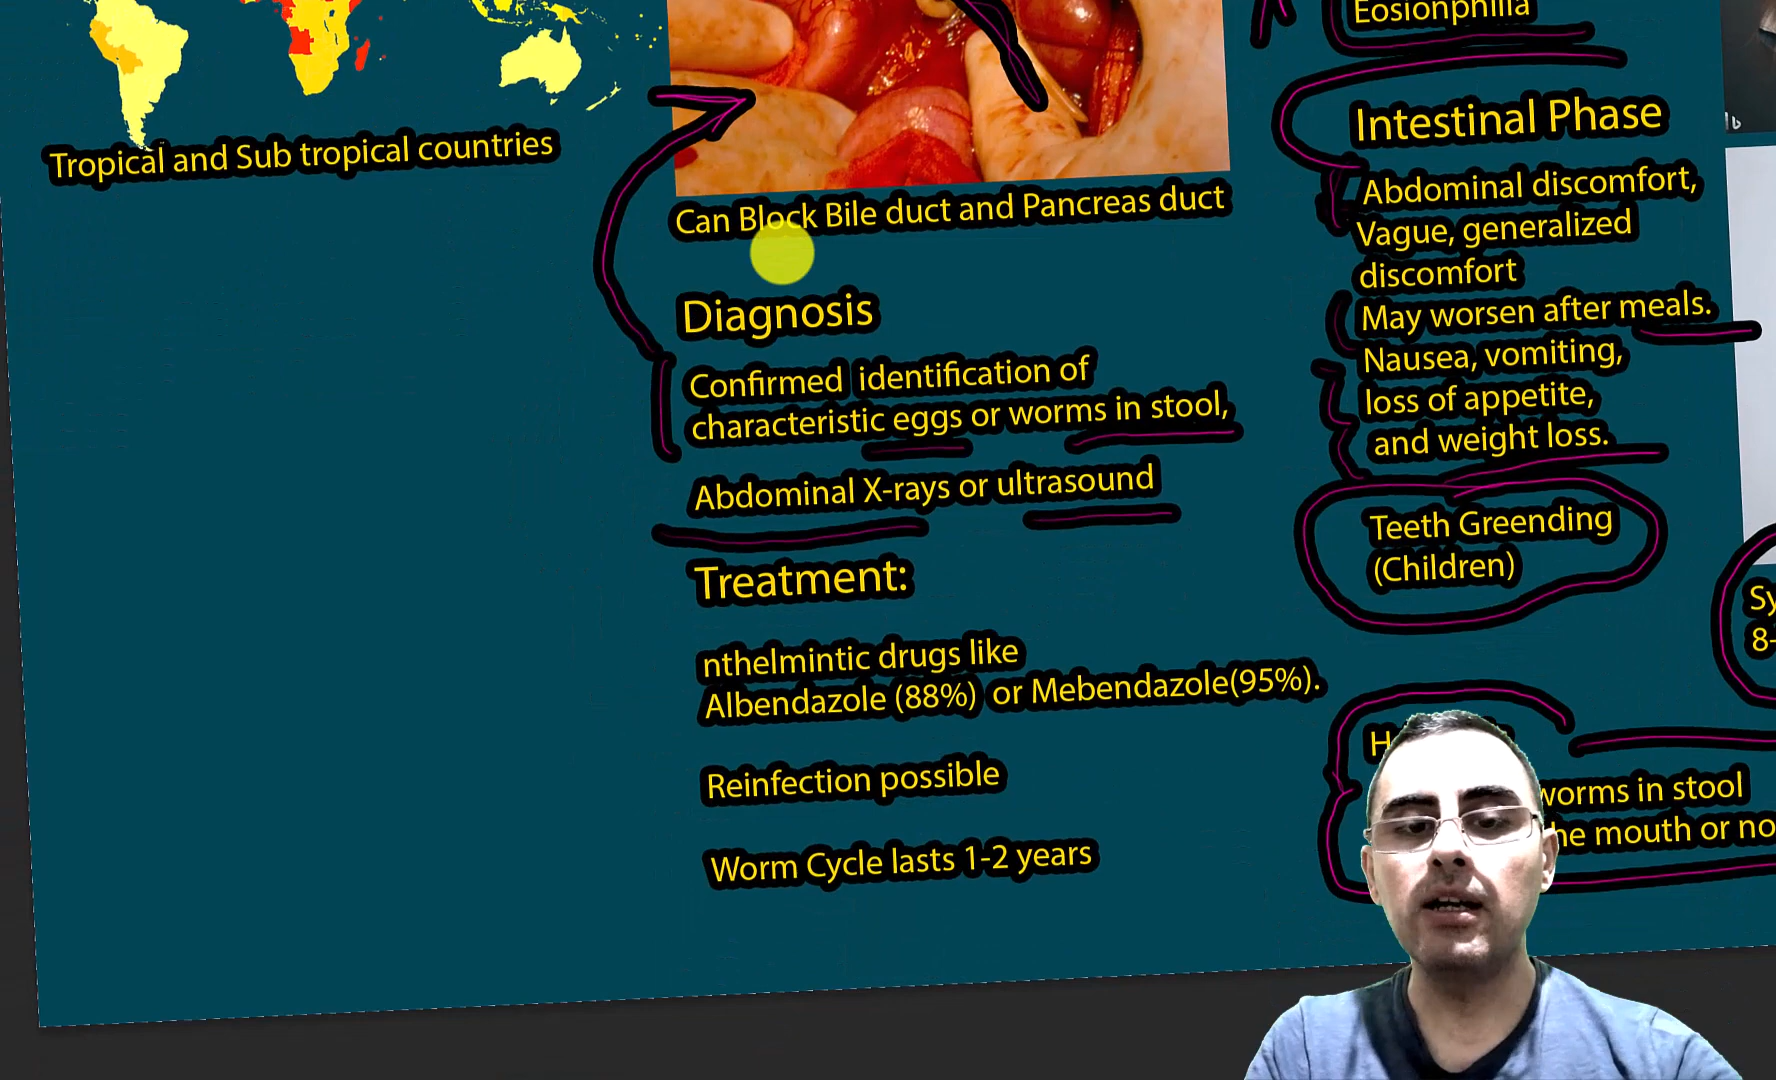 Tropical and Sub tropical countries
Can Block Bile duct and Pancreas duct
Diagnosis
Confirmed identification of
characteristic eggs or worms in stool,
Abdominal X-rays or ultrasound
Treatment:
nthelmintic drugs like
Albendazole (88%) or Mebendazole(95%).
Reinfection possible
Worm Cycle lasts 1-2 years
Eosionphilia
Intestinal Phase
Abdominal discomfort,
Vague, generalized
discomfort
May worsen after meals.
Nausea, vomiting,
loss of appetite,
and weight loss.
Teeth Greending
(Children)
worms in stool
mouth or